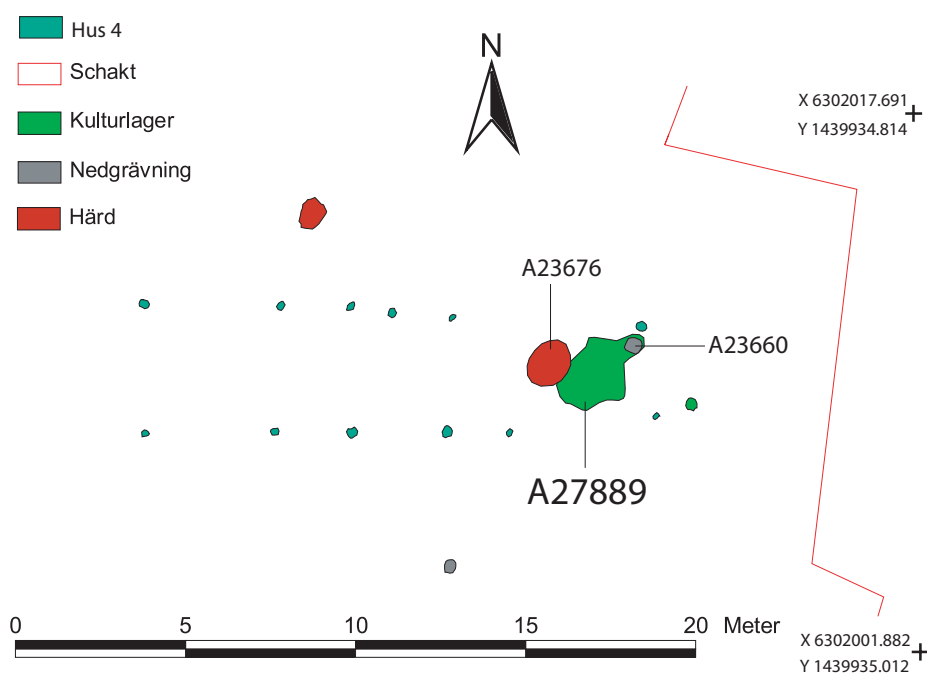 Hus 4
Schakt
Kulturlager
Nedgrävning
Härd
N
X 6302017.691
Y 1439934.814
A23676
A23660
A27889
0 5 10 15 20 Meter
X 6302001.882
Y 1439935.012